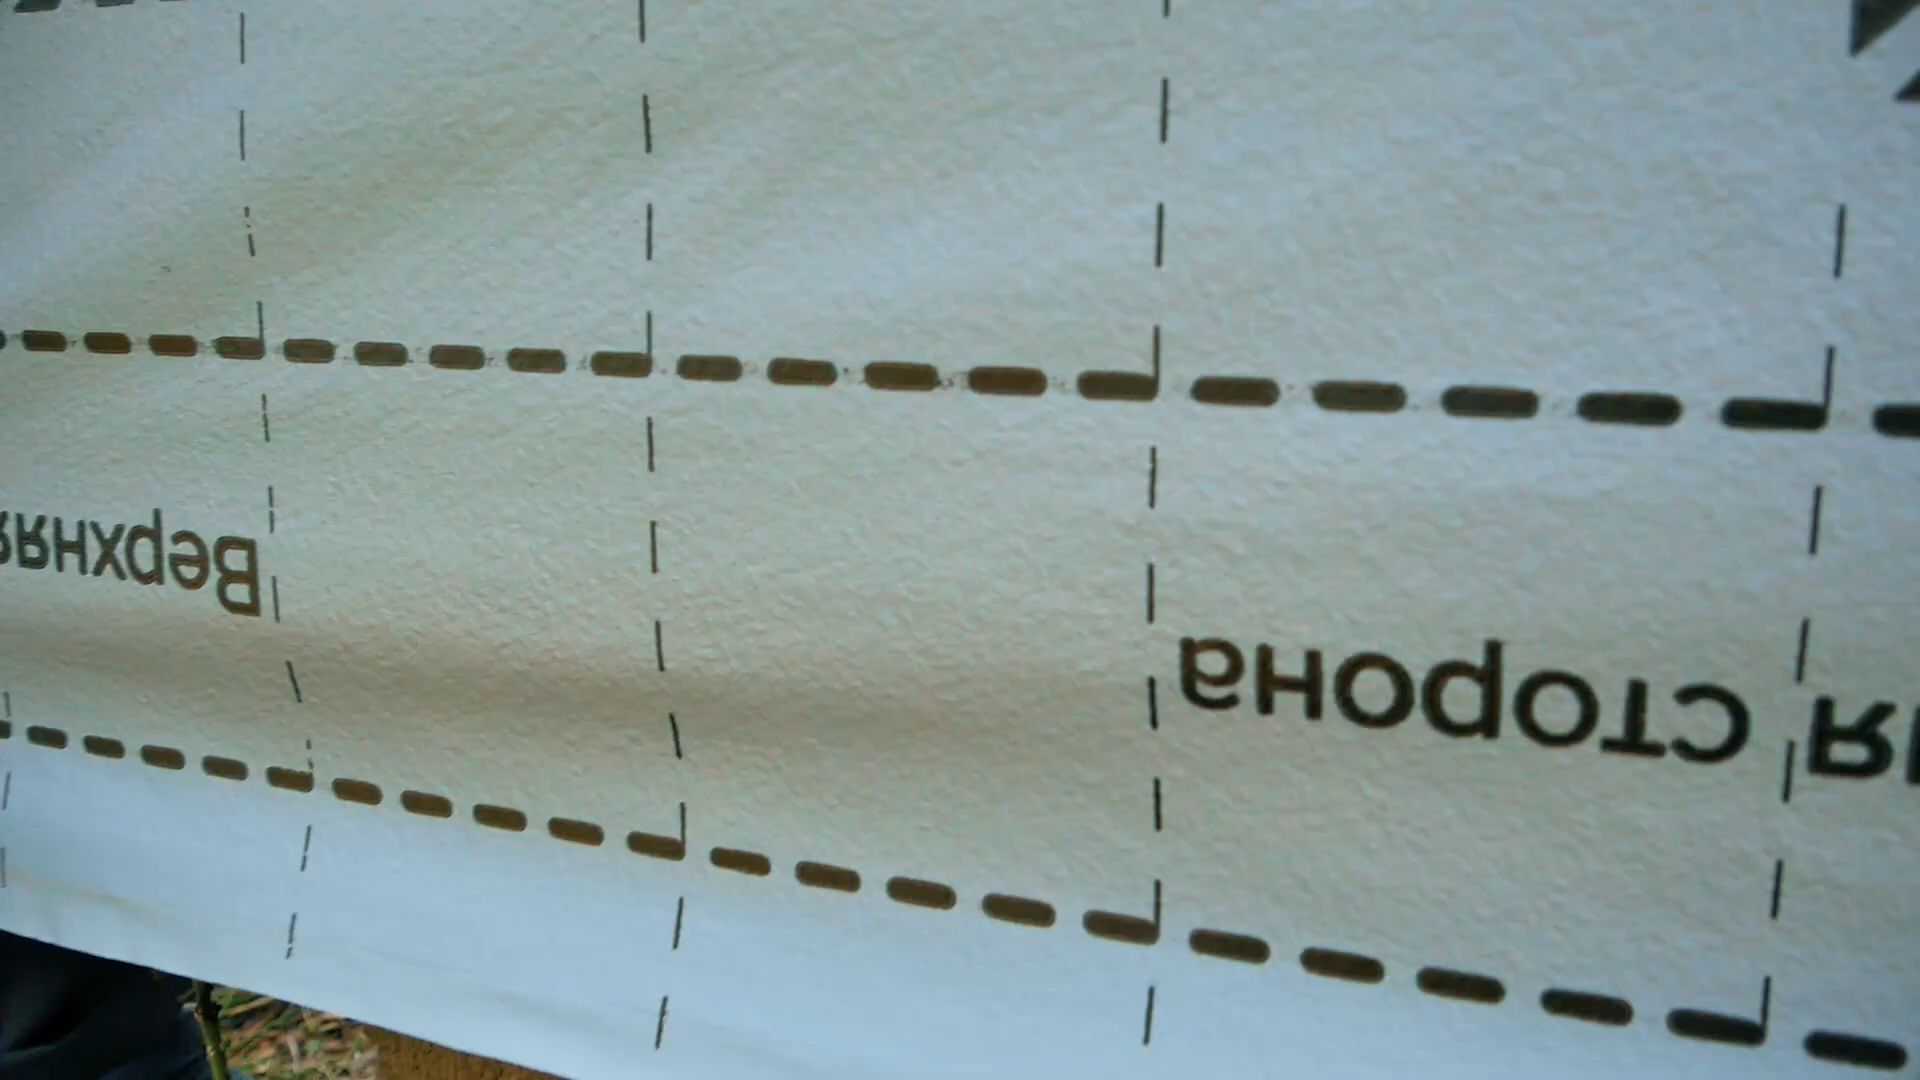 я сторона Верхняя